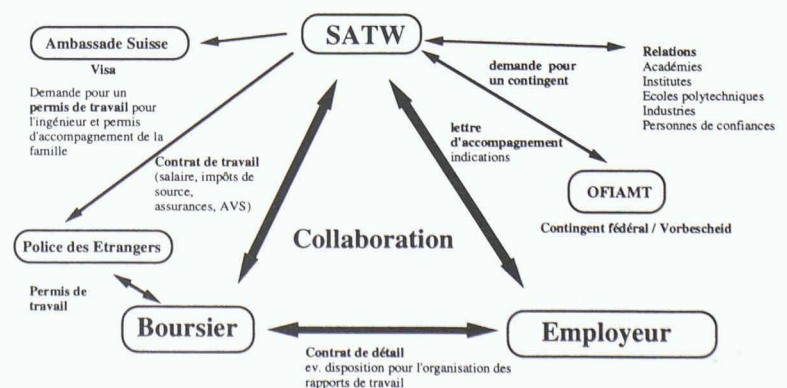 SATW
Ambassade Suisse
Visa
Demande pour un
permis de travail pour
l'ingénieur et permis
d'accompagnement de la
famille
demande pour
un contingent
Relations
Académies
Institutes
Ecoles polytechniques
Industries
Personnes de confiances
lettre
d'accompagnement
indications
Contrat de travail
(salaire, impôts de
source,
assurances, AVS)
OFIAMT
Contingent fédéral / Vorbescheid
Police des Etrangers
Collaboration
Permis de
travail
Boursier
Employeur
Contrat de détail
ev. disposition pour l'organisation des
rapports de travail